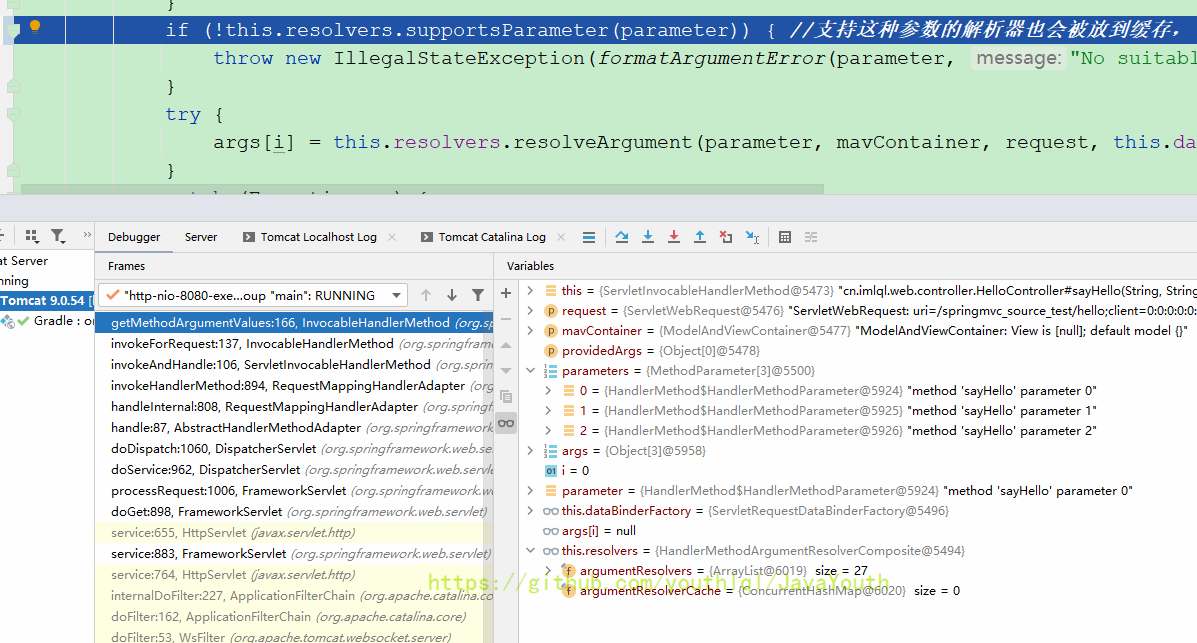 }
if (!this.resolvers.supportsParameter(parameter)) { //支持这种参数的解析器也会被放到缓存,
throw new IllegalStateException(formatArgumentError(parameter, message: "No suitabl
}
try {
args[i] = this.resolvers.resolveArgument(parameter, mavContainer, request, this.da
}
Debugger Server Tomcat Localhost Log Tomcat Catalina Log
at Server
nning
Tomcat 9.0.54 [
Gradle : or
Frames
"http-nio-8080-exe...oup "main": RUNNING
getMethodArgumentValues:166, InvocableHandlerMethod (org.sp
invokeForRequest:137, InvocableHandlerMethod (org.springfram
invokeAndHandle:106, ServletInvocableHandlerMethod (org.sprin
invokeHandlerMethod:894, RequestMappingHandlerAdapter (org
handleInternal:808, RequestMappingHandlerAdapter (org.springf
handle:87, AbstractHandlerMethodAdapter (org.springframework
doDispatch:1060, DispatcherServlet (org.springframework.web.se
doService:962, DispatcherServlet (org.springframework.web.servl
processRequest:1006, FrameworkServlet (org.springframework.w
doGet:898, FrameworkServlet (org.springframework.web.servlet)
service:655, HttpServlet (javax.servlet.http)
service:883, FrameworkServlet (org.springframework.web.servlet)
service:764, HttpServlet (javax.servlet.http)
internalDoFilter:227, ApplicationFilterChain (org.apache.catalina.co
doFilter:162, ApplicationFilterChain (org.apache.catalina.core)
doFilter:53, WsFilter (org.apache.tomcat.websocket.server)
Variables
this = {ServletInvocableHandlerMethod@5473} "cn.imlql.web.controller.HelloController#sayHello(String, String
request = {ServletWebRequest@5476} "ServletWebRequest: uri=/springmvc_source_test/hello;client=0:0:0:0:0:
mavContainer = {ModelAndViewContainer@5477} "ModelAndViewContainer: View is [null]; default model {}"
providedArgs = {Object[0]@5478}
parameters = {MethodParameter[3]@5500}
0 = {HandlerMethod$HandlerMethodParameter@5924} "method 'sayHello' parameter 0"
1 = {HandlerMethod$HandlerMethodParameter@5925} "method 'sayHello' parameter 1"
2 = {HandlerMethod$HandlerMethodParameter@5926} "method 'sayHello' parameter 2"
args = {Object[3]@5958}
i = 0
parameter = {HandlerMethod$HandlerMethodParameter@5924} "method 'sayHello' parameter 0"
this.dataBinderFactory = {ServletRequestDataBinderFactory@5496}
args[i] = null
this.resolvers = {HandlerMethodArgumentResolverComposite@5494}
argumentResolvers = {ArrayList@6019} size = 27
argumentResolverCache = {ConcurrentHashMap@6020} size = 0
https://github.com/youthlql/JavaYouth